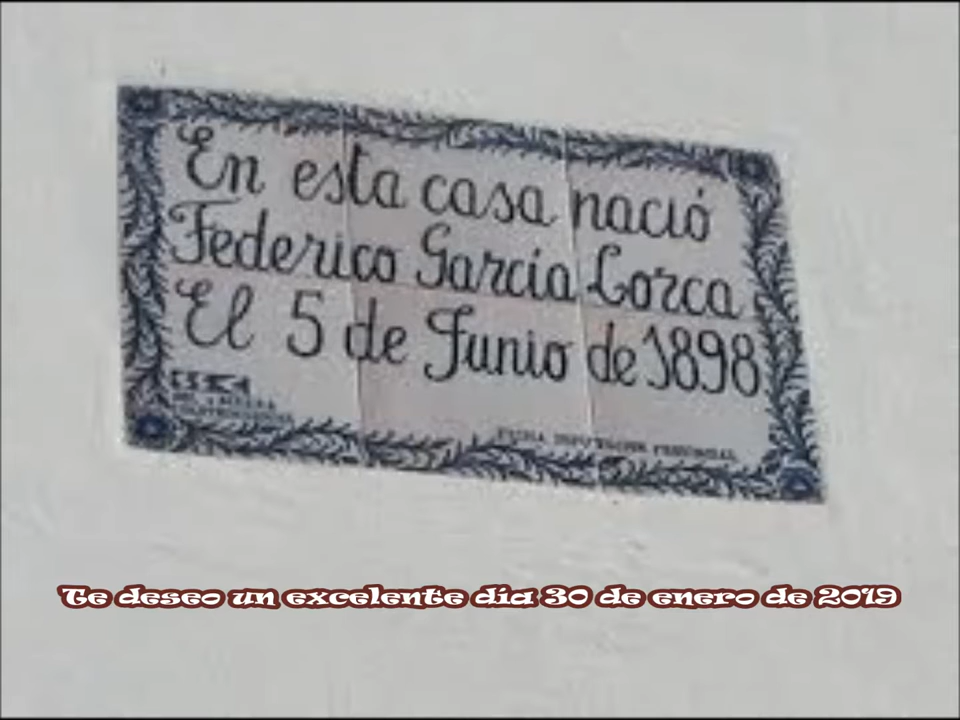 En esta casa nació
Federico García Lorca
El 5 de Junio de 1898
Te deseo un excelente día 30 de enero de 2019